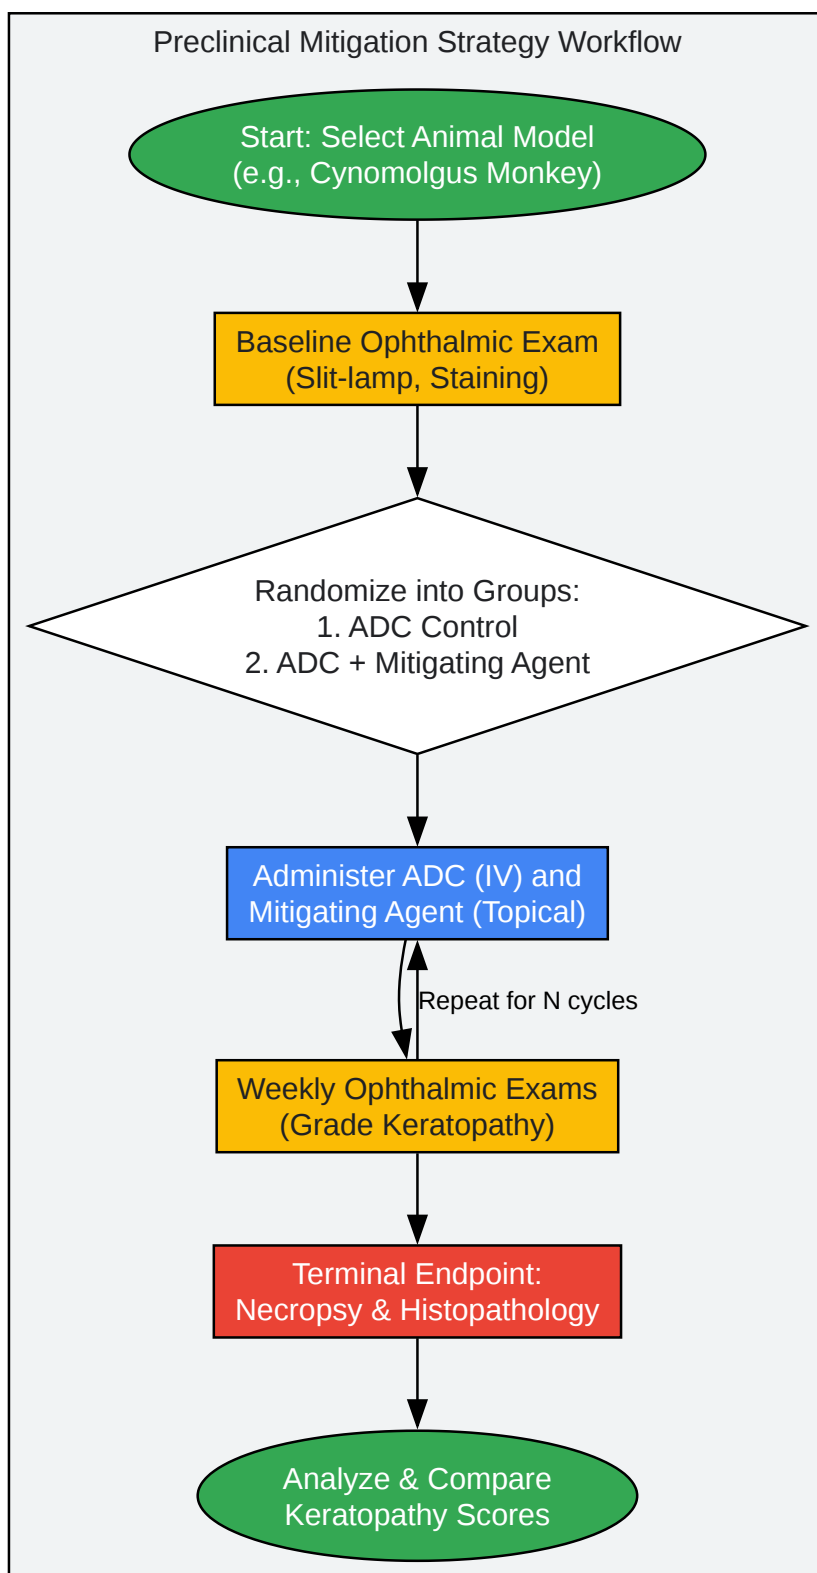 Preclinical Mitigation Strategy Workflow
Start: Select Animal Model
(e.g., Cynomolgus Monkey)
Baseline Ophthalmic Exam
(Slit-lamp, Staining)
Randomize into Groups:
1. ADC Control
2. ADC + Mitigating Agent
Administer ADC (IV) and
Mitigating Agent (Topical)
Repeat for N cycles
Weekly Ophthalmic Exams
(Grade Keratopathy)
Terminal Endpoint:
Necropsy & Histopathology
Analyze & Compare
Keratopathy Scores